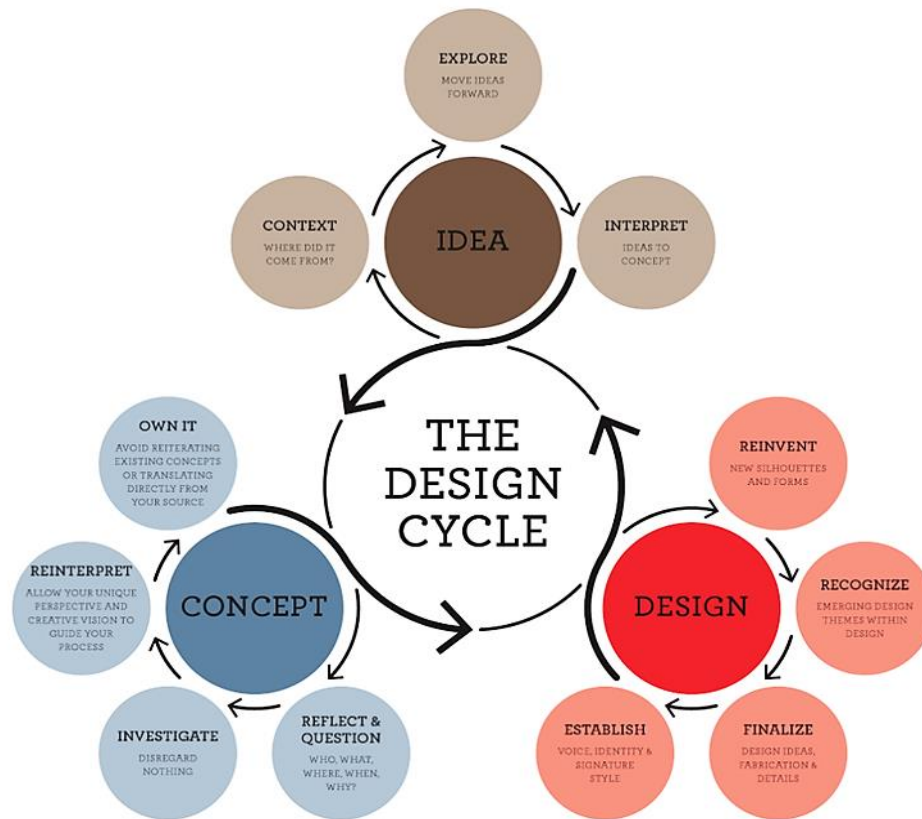 EXPLORE
MOVE IDEAS
FORWARD
CONTEXT
WHERE DID IT
COME FROM?
IDEA
INTERPRET
IDEAS TO
CONCEPT
THE
DESIGN
CYCLE
OWN IT
AVOID REITERATING
EXISTING CONCEPTS
OR TRANSLATING
DIRECTLY FROM
YOUR SOURCE
REINTERPRET
ALLOW YOUR UNIQUE
PERSPECTIVE AND
CREATIVE VISION TO
GUIDE YOUR
PROCESS
CONCEPT
INVESTIGATE
DISREGARD
NOTHING
REFLECT &
QUESTION
WHO, WHAT,
WHERE, WHEN,
WHY?
REINVENT
NEW SILHOUETTES
AND FORMS
DESIGN
RECOGNIZE
EMERGING DESIGN
THEMES WITHIN
DESIGN
ESTABLISH
VOICE, IDENTITY &
SIGNATURE
STYLE
FINALIZE
DESIGN IDEAS,
FABRICATION &
DETAILS